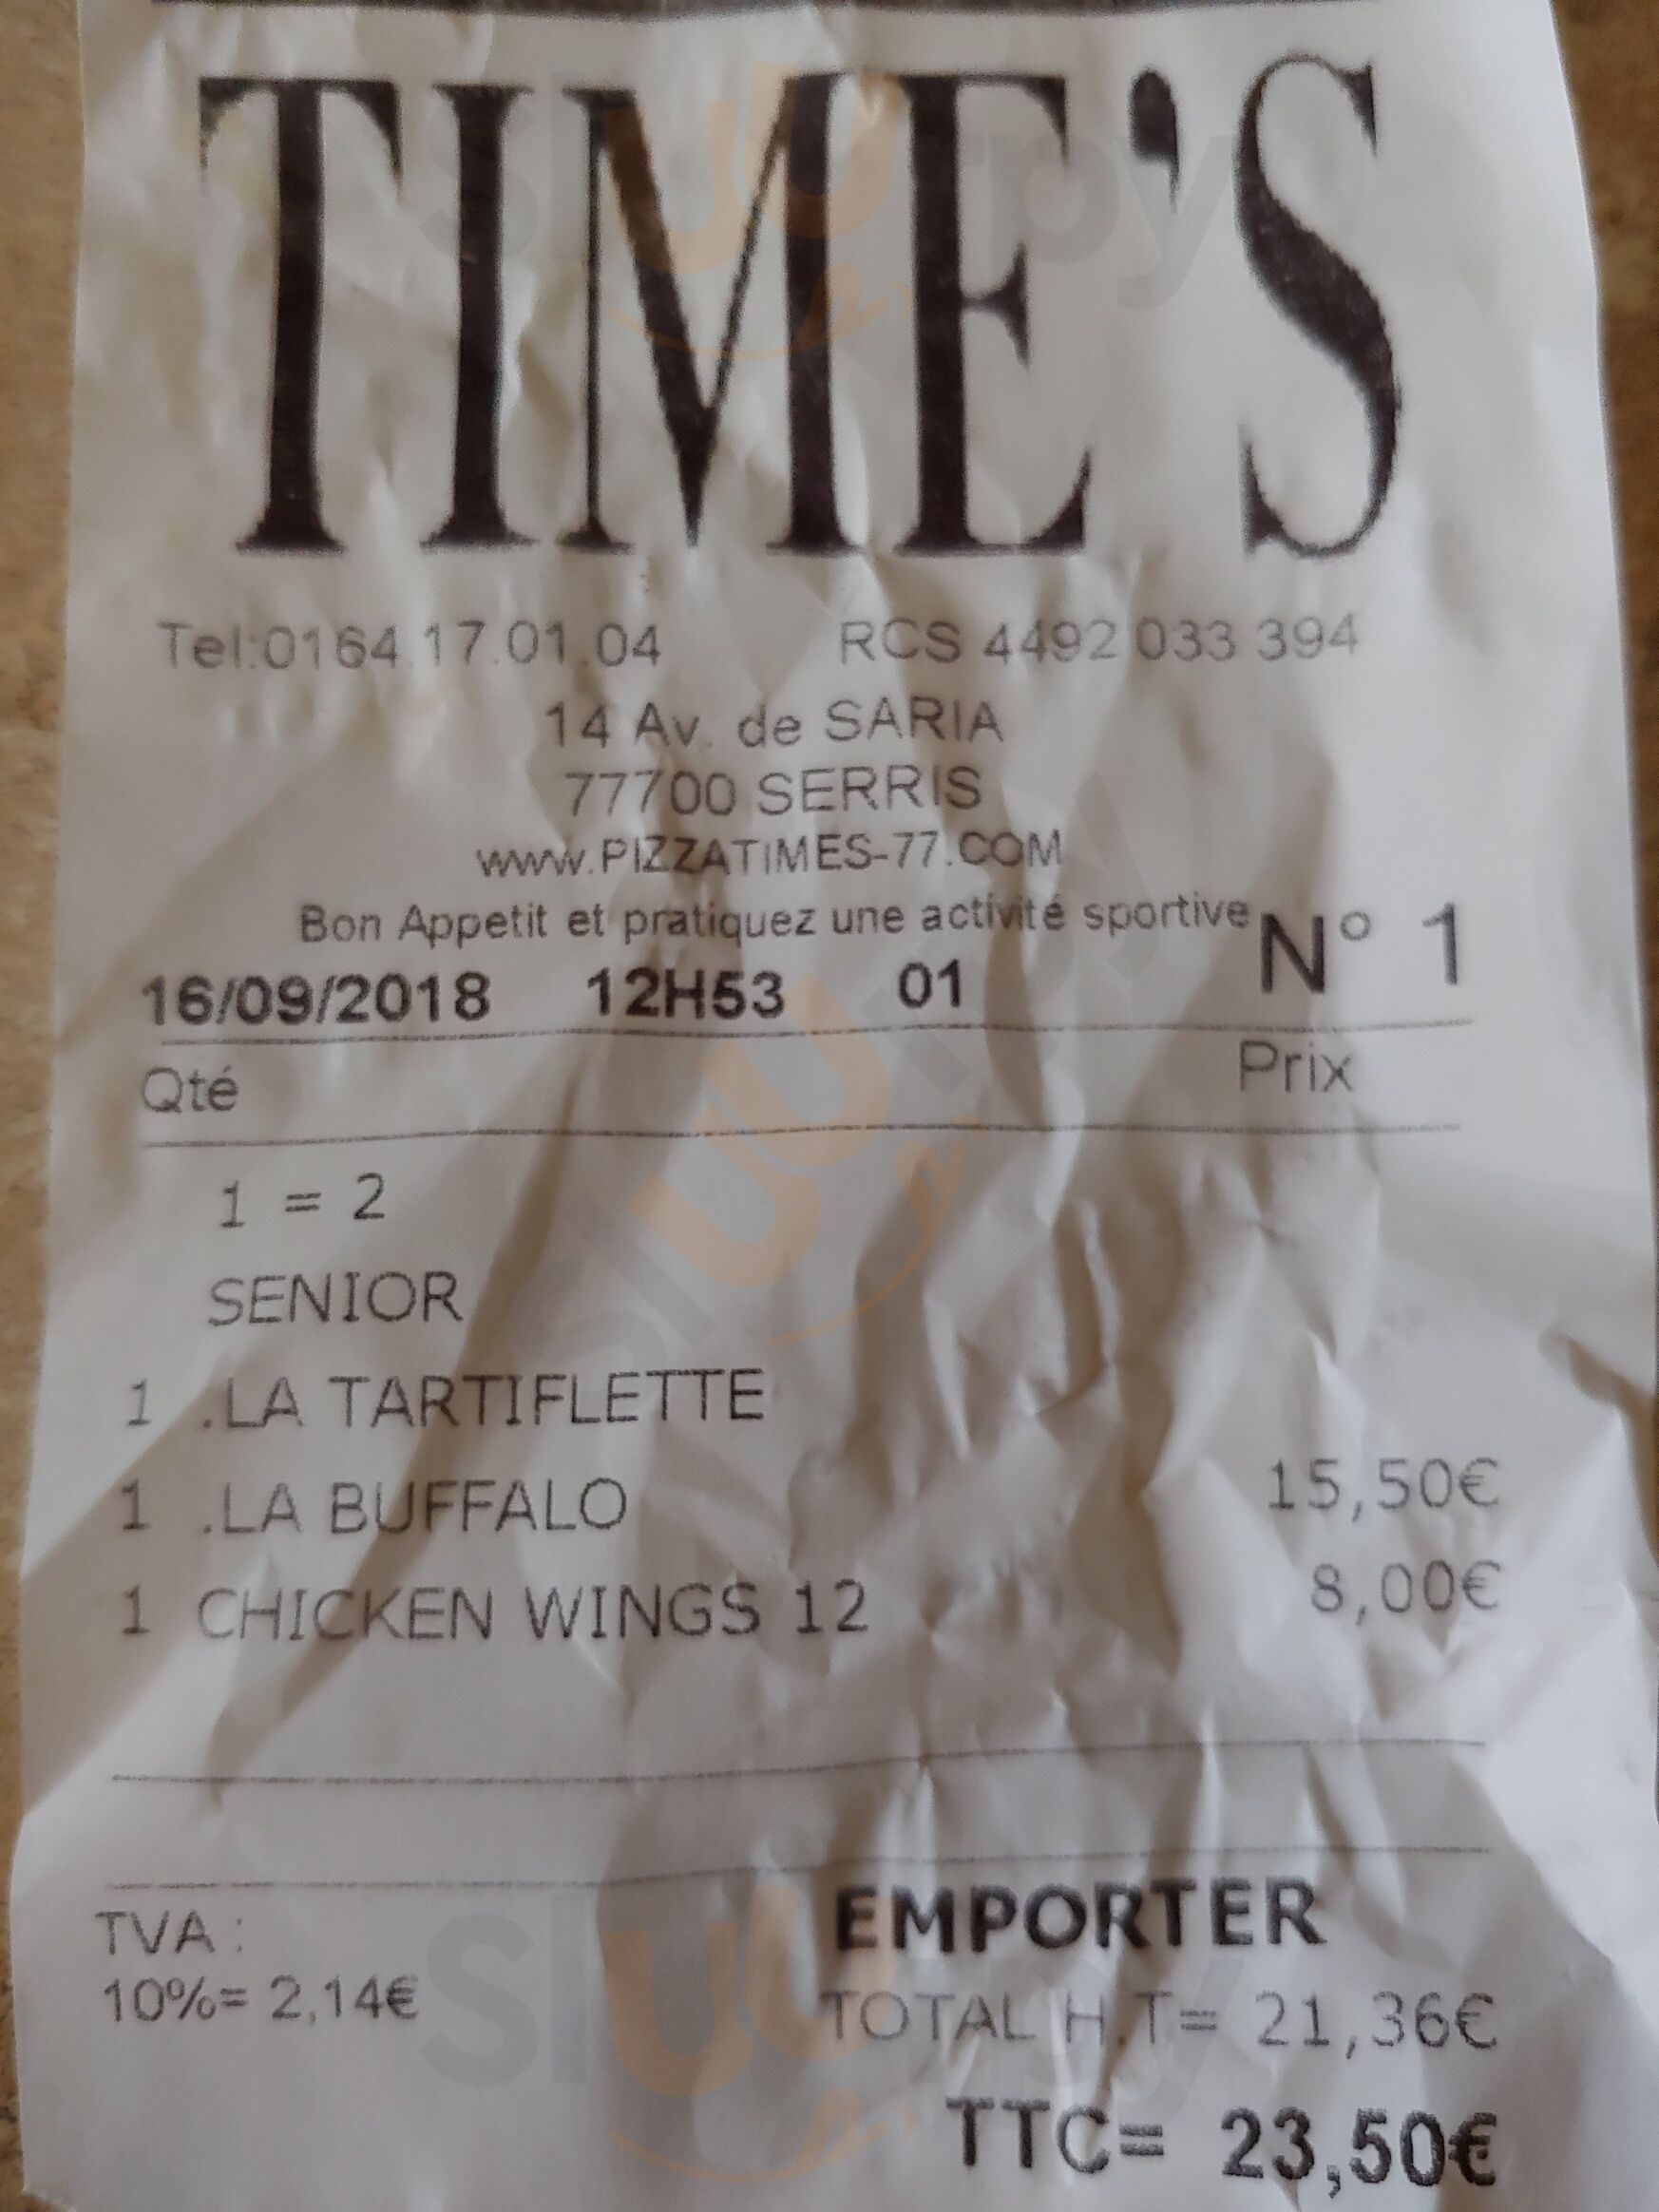 TIME'S
Tel:0164.17.01.04 RCS 4492 033 394
14 Av. de SARIA
77700 SERRIS
www.PIZZATIMES-77.COM
Bon Appetit et pratiquez une activité sportive
16/09/2018 12H53 01 N° 1
Qté Prix
1 = 2
SENIOR
1 .LA TARTIFLETTE
1 .LA BUFFALO 15,50€
1 CHICKEN WINGS 12 8,00€
EMPORTER
TVA :
10%= 2,14€ TOTAL H.T= 21,36€
TTC= 23,50€
sluurpy
sluurpy
sluurpy